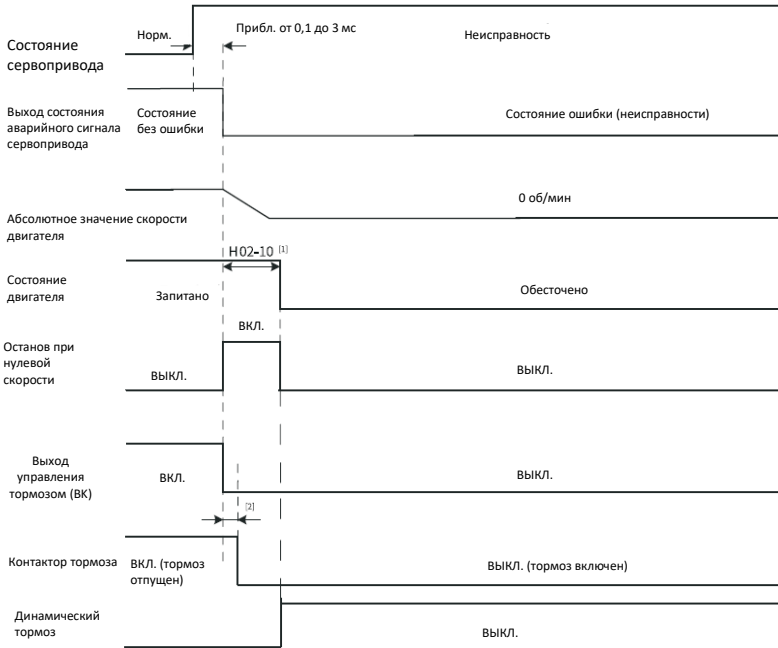 Норм.
Прибл. от 0,1 до 3 мс
Неисправность
Состояние
сервопривода
Выход состояния
аварийного сигнала
сервопривода
Состояние
без ошибки
Состояние ошибки (неисправности)
0 об/мин
Абсолютное значение скорости
двигателя
H02-10 [1]
Состояние
двигателя
Запитано
Обесточено
ВКЛ.
Останов при
нулевой
скорости
ВЫКЛ.
ВЫКЛ.
Выход
управления
тормозом (BK)
ВКЛ.
ВЫКЛ.
[2]
Контактор тормоза
ВКЛ. (тормоз
отпущен)
ВЫКЛ. (тормоз включен)
Динамический
тормоз
ВЫКЛ.